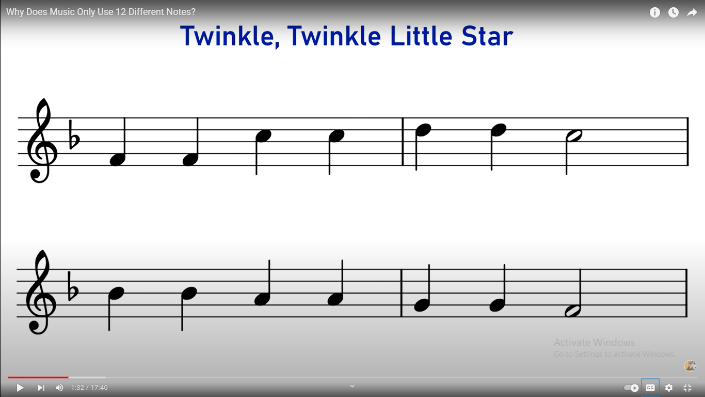 Why Does Music Only Use 12 Different Notes?
Twinkle, Twinkle Little Star
Activate Windows
Go to Settings to activate Windows.
1:32 / 17:40